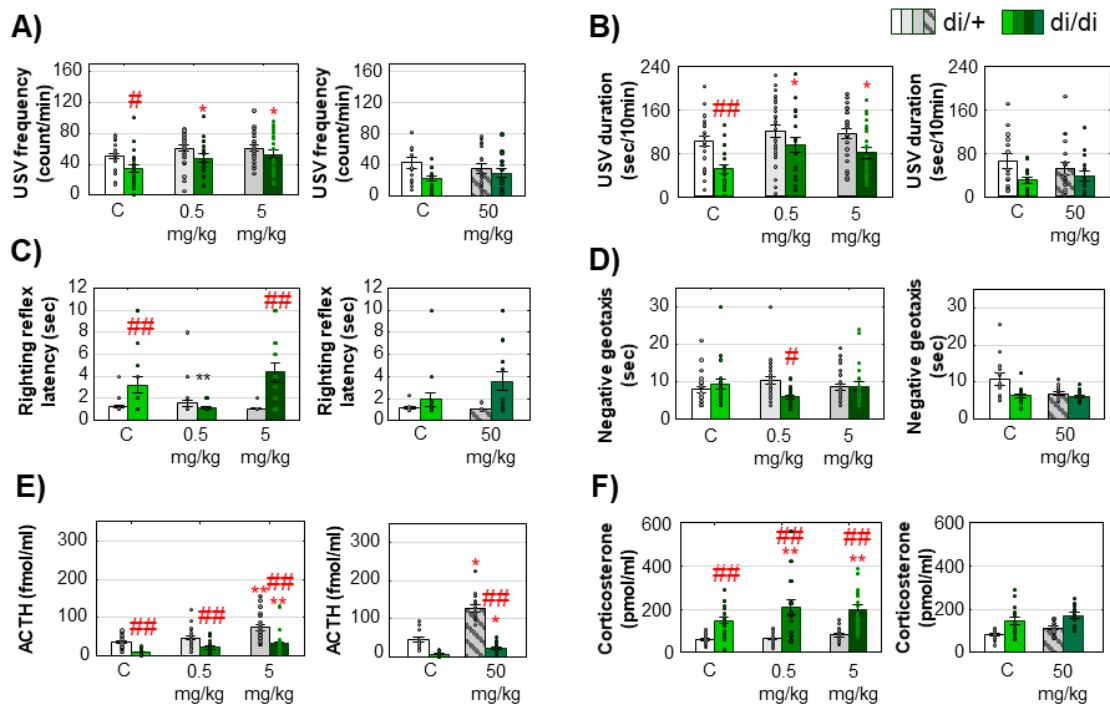 di/+ di/di
A)
USV frequency
(count/min)
160
120
80
40
0
#
*
*
C 0.5 5
mg/kg mg/kg
USV frequency
(count/min)
160
120
80
40
0
C 50
mg/kg
B)
USV duration
(sec/10min)
240
160
80
0
##
*
*
C 0.5 5
mg/kg mg/kg
USV duration
(sec/10min)
240
160
80
0
C 50
mg/kg
C)
Righting reflex
latency (sec)
12
10
8
6
4
2
0
##
**
##
C 0.5 5
mg/kg mg/kg
Righting reflex
latency (sec)
12
10
8
6
4
2
0
C 50
mg/kg
D)
Negative geotaxis
(sec)
30
20
10
0
#
C 0.5 5
mg/kg mg/kg
Negative geotaxis
(sec)
30
20
10
0
C 50
mg/kg
E)
ACTH (fmol/ml)
300
200
100
0
##
##
**
##
**
C 0.5 5
mg/kg mg/kg
ACTH (fmol/ml)
300
200
100
0
*
##
*
C 50
mg/kg
F)
Corticosterone
(pmol/ml)
600
400
200
0
##
##
**
##
**
C 0.5 5
mg/kg mg/kg
Corticosterone
(pmol/ml)
600
400
200
0
C 50
mg/kg